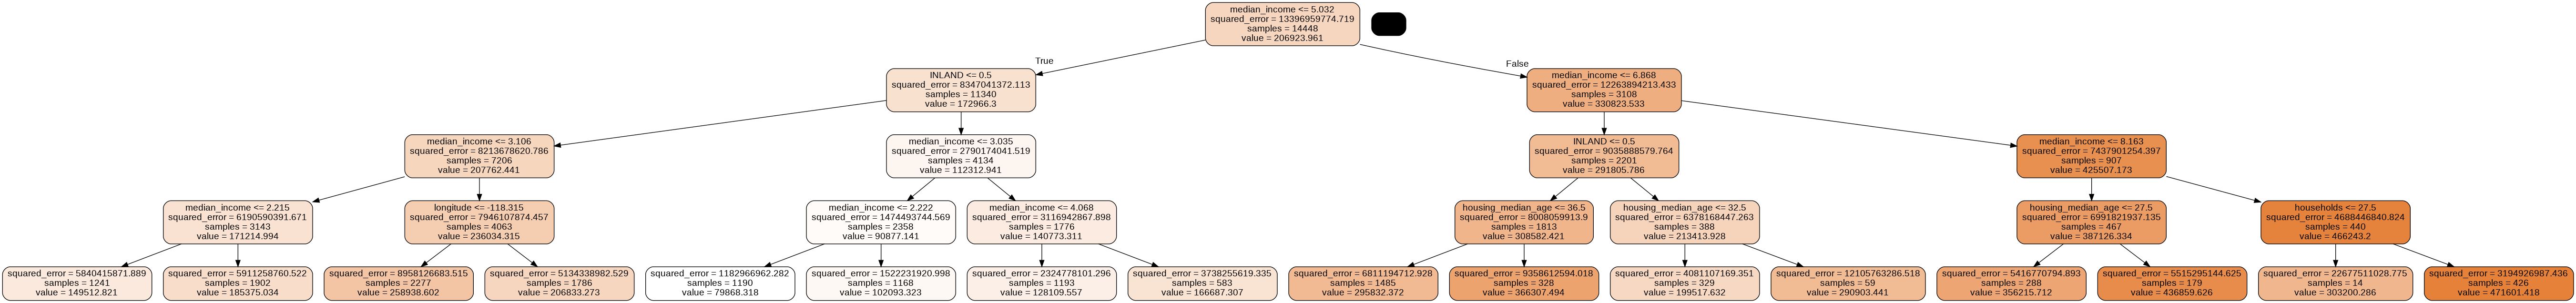 median_income <= 5.032
squared_error = 13396959774.719
samples = 14448
value = 206923.961
True
False
INLAND <= 0.5
squared_error = 8347041372.113
samples = 11340
value = 172966.3
median_income <= 6.868
squared_error = 12263894213.433
samples = 3108
value = 330823.533
median_income <= 3.106
squared_error = 8213678620.786
samples = 7206
value = 207762.441
median_income <= 3.035
squared_error = 2790174041.519
samples = 4134
value = 112312.941
INLAND <= 0.5
squared_error = 9035888579.764
samples = 2201
value = 291805.786
median_income <= 8.163
squared_error = 7437901254.397
samples = 907
value = 425507.173
median_income <= 2.215
squared_error = 6190590391.671
samples = 3143
value = 171214.994
longitude <= -118.315
squared_error = 7946107874.457
samples = 4063
value = 236034.315
median_income <= 2.222
squared_error = 1474493744.569
samples = 2358
value = 90877.141
median_income <= 4.068
squared_error = 3116942867.898
samples = 1776
value = 140773.311
housing_median_age <= 36.5
squared_error = 8008059913.9
samples = 1813
value = 308582.421
housing_median_age <= 32.5
squared_error = 6378168447.263
samples = 388
value = 213413.928
housing_median_age <= 27.5
squared_error = 6991821937.135
samples = 467
value = 387126.334
households <= 27.5
squared_error = 4688446840.824
samples = 440
value = 466243.2
squared_error = 5840415871.889
samples = 1241
value = 149512.821
squared_error = 5911258760.522
samples = 1902
value = 185375.034
squared_error = 8958126683.515
samples = 2277
value = 258938.602
squared_error = 5134338982.529
samples = 1786
value = 206833.273
squared_error = 1182966962.282
samples = 1190
value = 79868.318
squared_error = 1522231920.998
samples = 1168
value = 102093.323
squared_error = 2324778101.296
samples = 1193
value = 128109.557
squared_error = 3738255619.335
samples = 583
value = 166687.307
squared_error = 6811194712.928
samples = 1485
value = 295832.372
squared_error = 9358612594.018
samples = 328
value = 366307.494
squared_error = 4081107169.351
samples = 329
value = 199517.632
squared_error = 12105763286.518
samples = 59
value = 290903.441
squared_error = 5416770794.893
samples = 288
value = 356215.712
squared_error = 5515295144.625
samples = 179
value = 436859.626
squared_error = 22677511028.775
samples = 14
value = 303200.286
squared_error = 3194926987.436
samples = 426
value = 471601.418